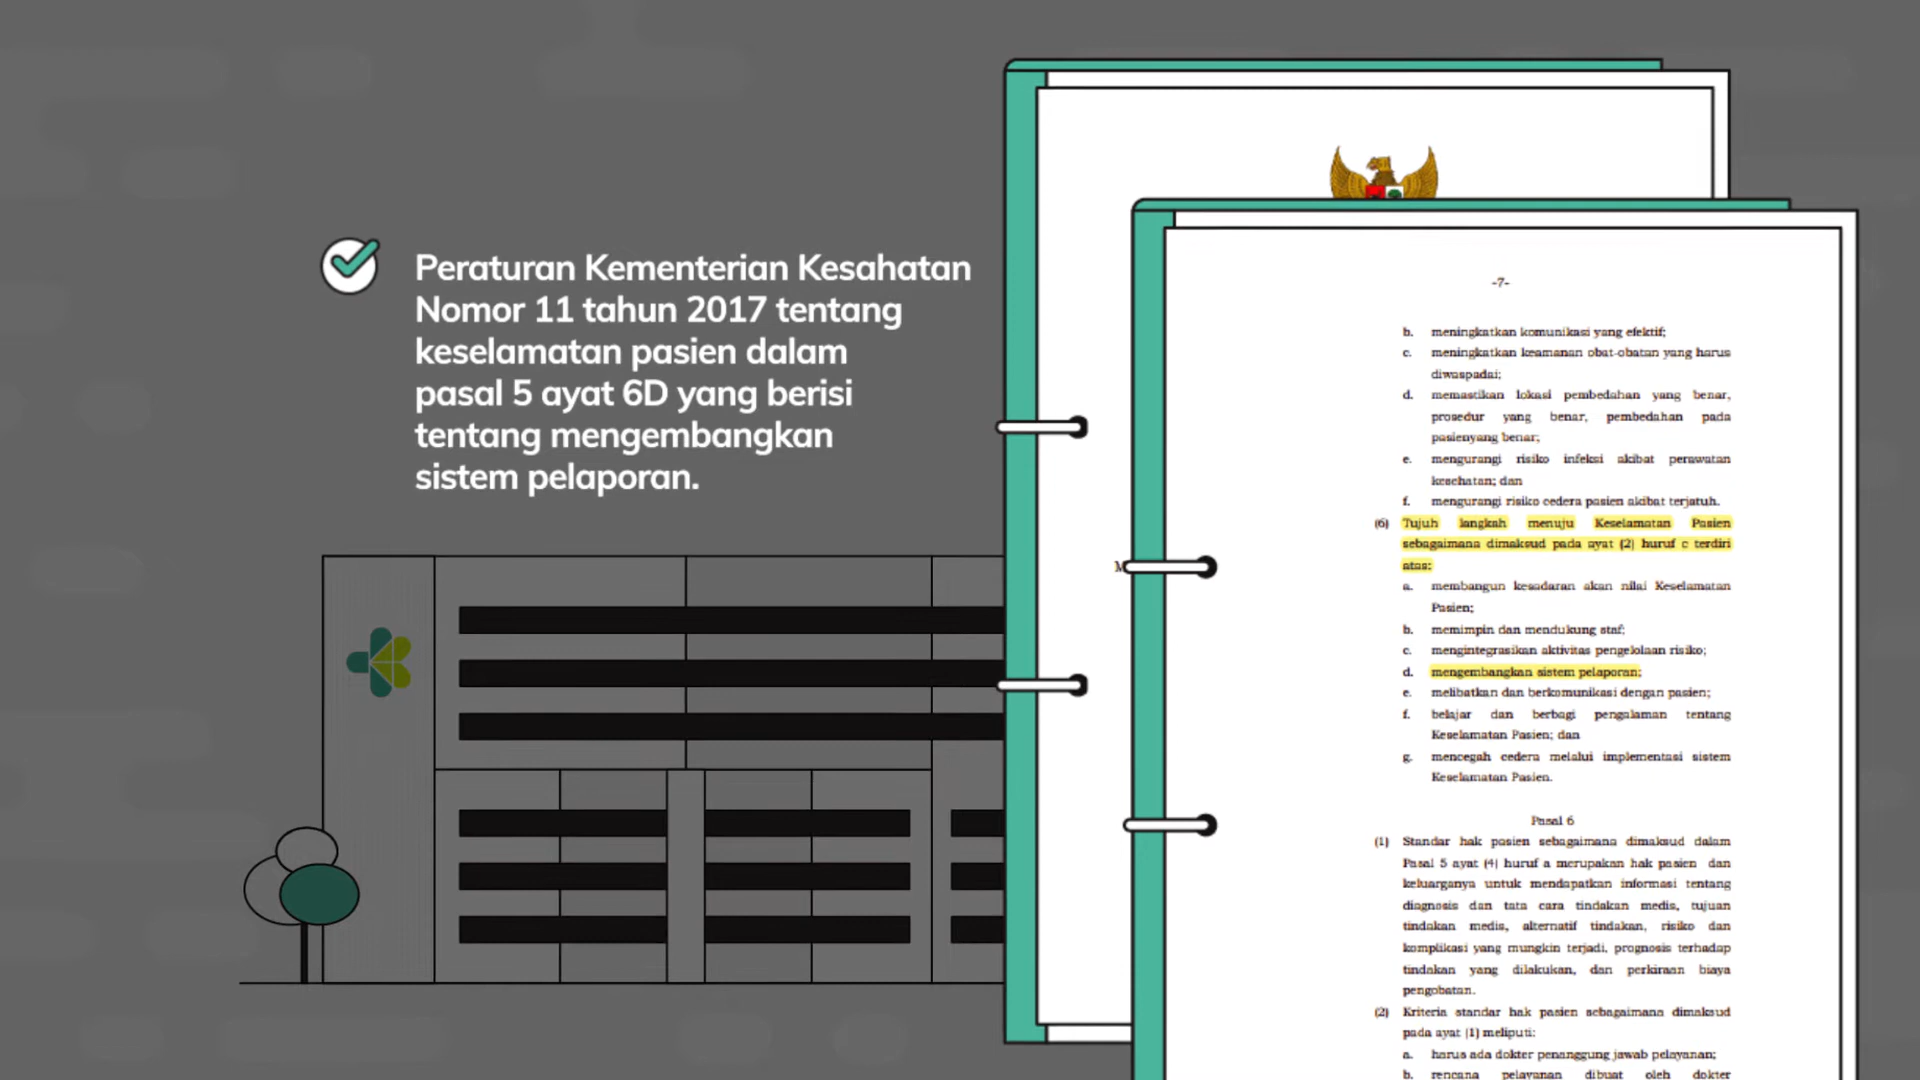 Peraturan Kementerian Kesahatan
Nomor 11 tahun 2017 tentang
keselamatan pasien dalam
pasal 5 ayat 6D yang berisi
tentang mengembangkan
sistem pelaporan.
-7-
b. meningkatkan komunikasi yang efektif;
c. meningkatkan keamanan obat-obatan yang harus
diwaspadai;
d. memastikan lokasi pembedahan yang benar,
prosedur yang benar, pembedahan pada
pasienyang benar;
e. mengurangi risiko infeksi akibat perawatan
kesehatan; dan
f. mengurangi risiko cedera pasien akibat terjatuh.
(6) Tujuh langkah menuju Keselamatan Pasien
sebagaimana dimaksud pada ayat (2) huruf c terdiri
atas:
a. membangun kesadaran akan nilai Keselamatan
Pasien;
b. memimpin dan mendukung staf;
c. mengintegrasikan aktivitas pengelolaan risiko;
d. mengembangkan sistem pelaporan;
e. melibatkan dan berkomunikasi dengan pasien;
f. belajar dan berbagi pengalaman tentang
Keselamatan Pasien; dan
g. mencegah cedera melalui implementasi sistem
Keselamatan Pasien.
Pasal 6
(1) Standar hak pasien sebagaimana dimaksud dalam
Pasal 5 ayat (4) huruf a merupakan hak pasien dan
keluarganya untuk mendapatkan informasi tentang
diagnosis dan tata cara tindakan medis, tujuan
tindakan medis, alternatif tindakan, risiko dan
komplikasi yang mungkin terjadi, prognosis terhadap
tindakan yang dilakukan, dan perkiraan biaya
pengobatan.
(2) Kriteria standar hak pasien sebagaimana dimaksud
pada ayat (1) meliputi:
a. harus ada dokter penanggung jawab pelayanan;
b. rencana pelayanan dibuat oleh dokter